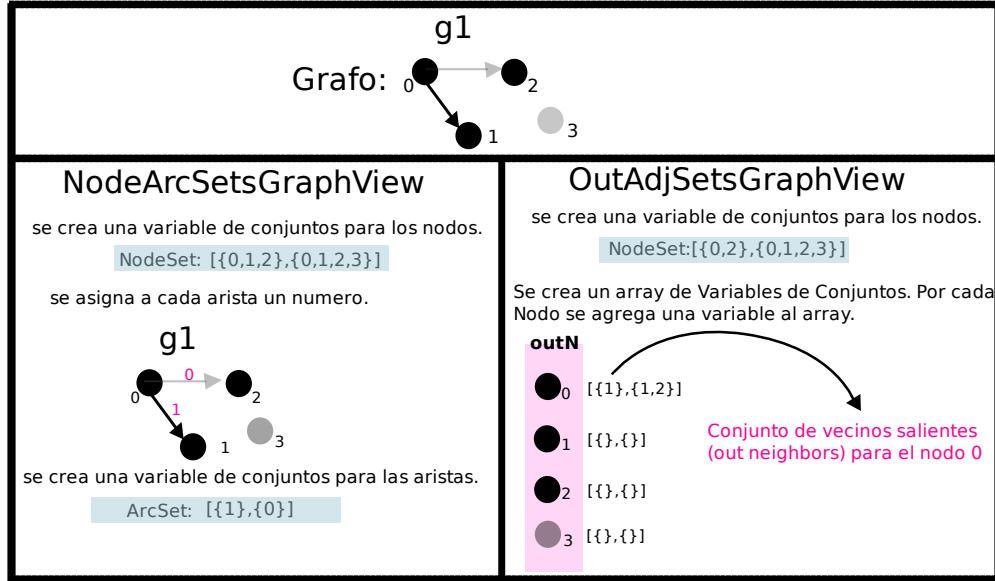 g1
Grafo:
0
2
1
3
NodeArcSetsGraphView
se crea una variable de conjuntos para los nodos.
NodeSet: [{0,1,2},{0,1,2,3}]
se asigna a cada arista un numero.
g1
0
0
2
1
1
3
se crea una variable de conjuntos para las aristas.
ArcSet: [{1},{0}]
OutAdjSetsGraphView
se crea una variable de conjuntos para los nodos.
NodeSet:[{0,2},{0,1,2,3}]
Se crea un array de Variables de Conjuntos. Por cada
Nodo se agrega una variable al array.
outN
0 [{1},{1,2}]
1 [{},{}]
2 [{},{}]
3 [{},{}]
Conjunto de vecinos salientes
(out neighbors) para el nodo 0